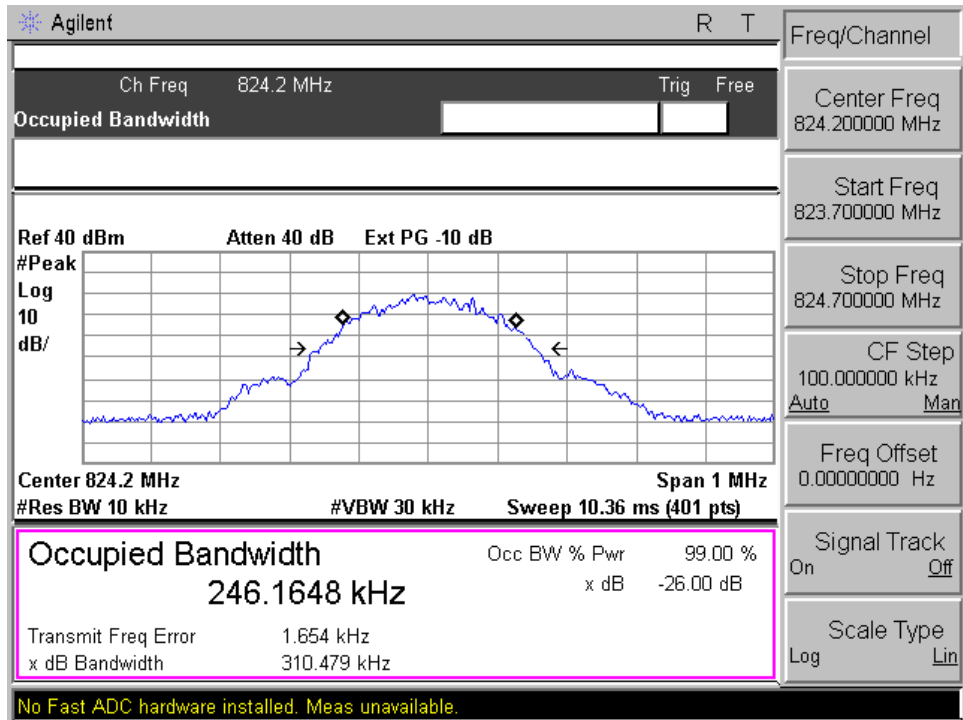 Agilent R T
Ch Freq 824.2 MHz Trig Free
Occupied Bandwidth
Ref 40 dBm Atten 40 dB Ext PG -10 dB
#Peak
Log
10
dB/
Center 824.2 MHz Span 1 MHz
#Res BW 10 kHz #VBW 30 kHz Sweep 10.36 ms (401 pts)
Occupied Bandwidth
246.1648 kHz
Occ BW % Pwr 99.00 %
x dB -26.00 dB
Transmit Freq Error 1.654 kHz
x dB Bandwidth 310.479 kHz
No Fast ADC hardware installed. Meas unavailable.
Freq/Channel
Center Freq
824.200000 MHz
Start Freq
823.700000 MHz
Stop Freq
824.700000 MHz
CF Step
100.000000 kHz
Auto Man
Freq Offset
0.00000000 Hz
Signal Track
On Off
Scale Type
Log Lin